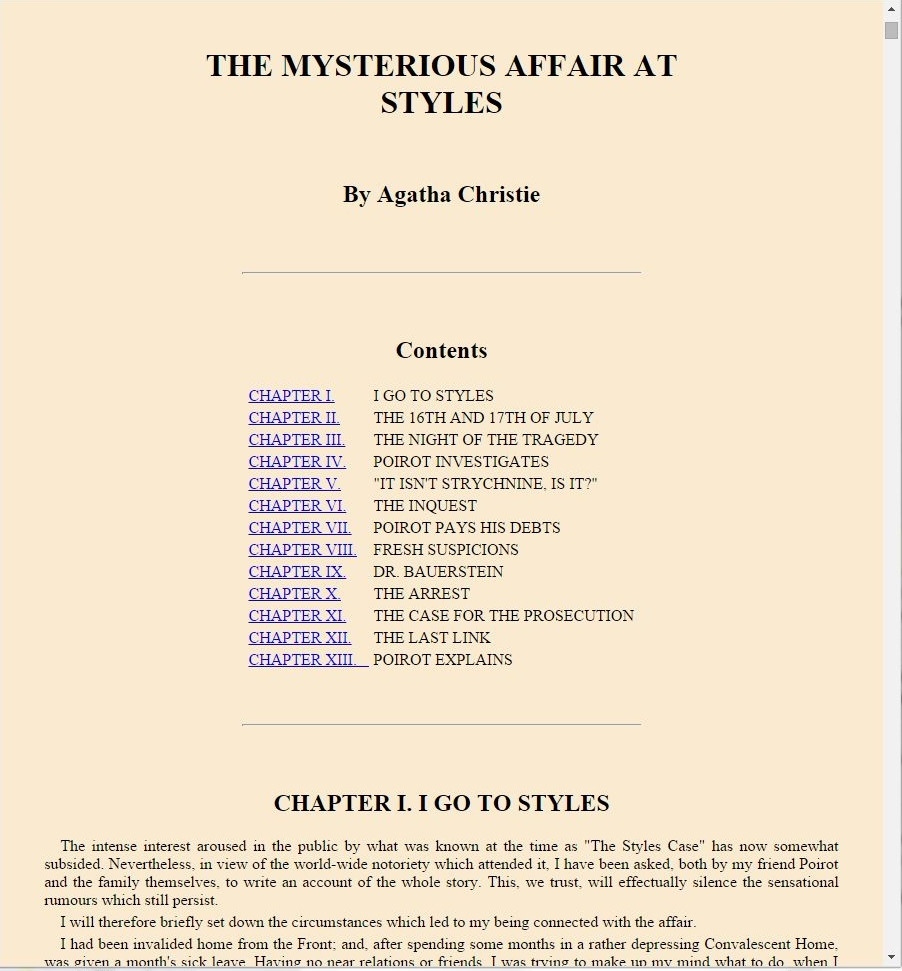 THE MYSTERIOUS AFFAIR AT
STYLES
By Agatha Christie
Contents
CHAPTER I. I GO TO STYLES
CHAPTER II. THE 16TH AND 17TH OF JULY
CHAPTER III. THE NIGHT OF THE TRAGEDY
CHAPTER IV. POIROT INVESTIGATES
CHAPTER V. "IT ISN'T STRYCHNINE, IS IT?"
CHAPTER VI. THE INQUEST
CHAPTER VII. POIROT PAYS HIS DEBTS
CHAPTER VIII. FRESH SUSPICIONS
CHAPTER IX. DR. BAUERSTEIN
CHAPTER X. THE ARREST
CHAPTER XI. THE CASE FOR THE PROSECUTION
CHAPTER XII. THE LAST LINK
CHAPTER XIII. POIROT EXPLAINS
CHAPTER I. I GO TO STYLES
The intense interest aroused in the public by what was known at the time as "The Styles Case" has now somewhat
subsided. Nevertheless, in view of the world-wide notoriety which attended it, I have been asked, both by my friend Poirot
and the family themselves, to write an account of the whole story. This, we trust, will effectually silence the sensational
rumours which still persist.
I will therefore briefly set down the circumstances which led to my being connected with the affair.
I had been invalided home from the Front; and, after spending some months in a rather depressing Convalescent Home,
was given a month's sick leave. Having no near relations or friends, I was trying to make up my mind what to do, when I